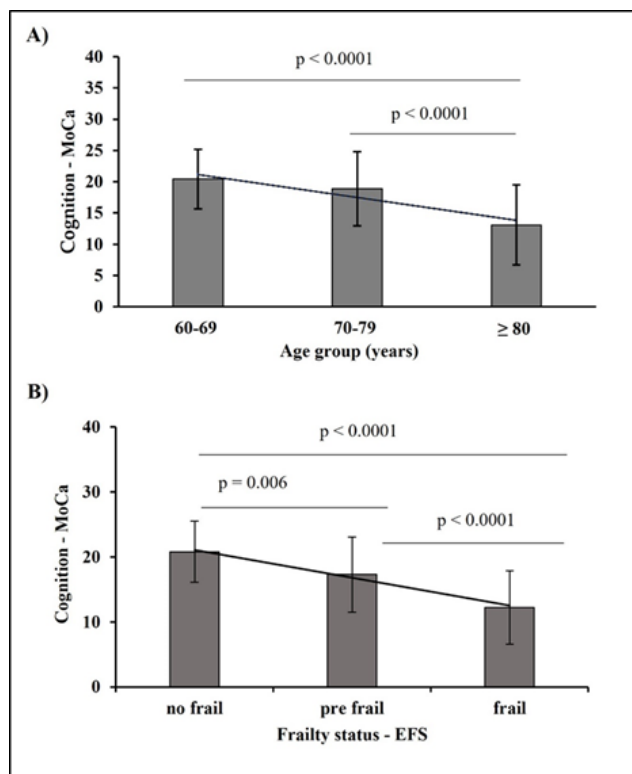 A)
p < 0.0001
p < 0.0001
Cognition - MoCa
40
35
30
25
20
15
10
5
0
60-69 70-79 ≥ 80
Age group (years)
B)
p < 0.0001
p = 0.006
p < 0.0001
Cognition - MoCa
40
30
20
10
0
no frail pre frail frail
Frailty status - EFS